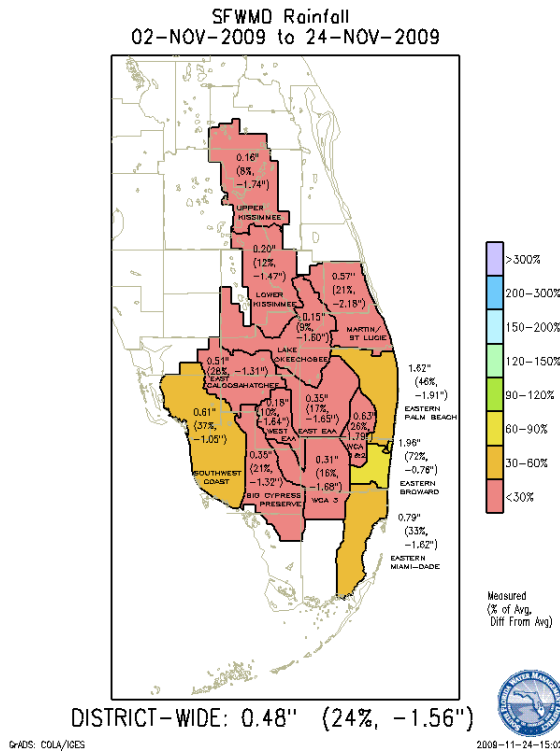 SFWMD Rainfall
02-NOV-2009 to 24-NOV-2009
0.16"
(8%,
-1.74")
UPPER
KISSIMMEE
0.20"
(12%,
-1.47")
LOWER
KISSIMMEE
0.57"
(21%,
-2.18")
MARTIN/
ST LUCIE
0.15"
(9%,
-1.60")
LAKE
OKEECHOBEE
0.51"
(28%, -1.31")
EAST
CALOOSAHATCHEE
0.61"
(37%,
-1.05")
SOUTHWEST
COAST
0.18"
(10%,
-1.64")
WEST
EAA
0.35"
(17%,
-1.65")
EAST EAA
0.63"
26%
-1.79"
WCA
1&2
1.62"
(46%,
-1.91")
EASTERN
PALM BEACH
1.96"
(72%,
-0.76")
EASTERN
BROWARD
0.35"
(21%,
-1.32")
BIG CYPRESS
PRESERVE
0.31"
(16%,
-1.68")
WCA 3
0.79"
(33%,
-1.62")
EASTERN
MIAMI-DADE
>300%
200-300%
150-200%
120-150%
90-120%
60-90%
30-60%
<30%
Measured
(% of Avg,
Diff From Avg)
DISTRICT-WIDE: 0.48" (24%, -1.56")
GrADS: COLA/IGES
2009-11-24-15:0